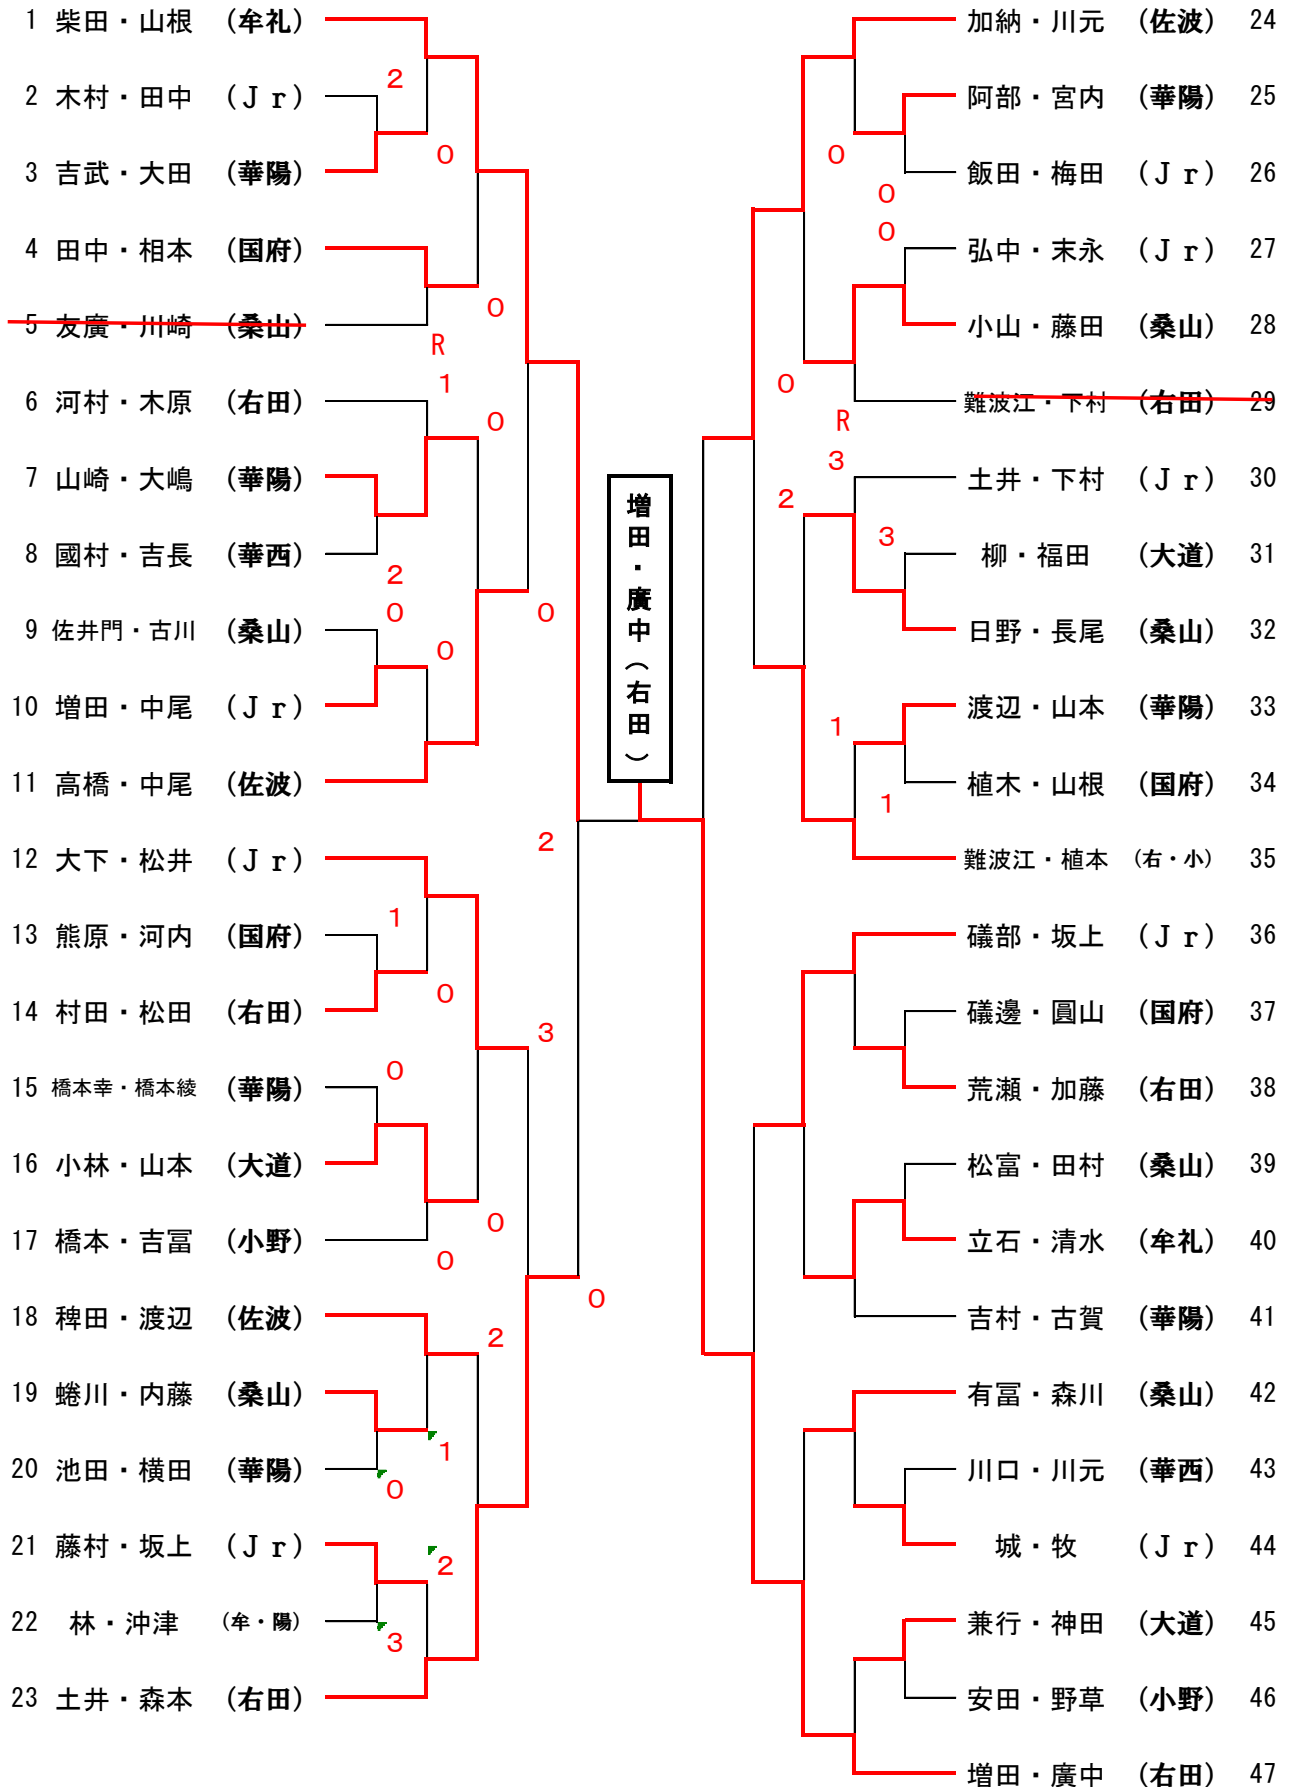 1 柴田・山根 (牟礼)
2 木村・田中 (Ｊｒ)
3 吉武・大田 (華陽)
4 田中・相本 (国府)
5 友廣・川崎 (桑山)
6 河村・木原 (右田)
7 山崎・大嶋 (華陽)
8 國村・吉長 (華西)
9 佐井門・古川 (桑山)
10 増田・中尾 (Ｊｒ)
11 高橋・中尾 (佐波)
12 大下・松井 (Ｊｒ)
13 熊原・河内 (国府)
14 村田・松田 (右田)
15 橋本幸・橋本綾 (華陽)
16 小林・山本 (大道)
17 橋本・吉冨 (小野)
18 稗田・渡辺 (佐波)
19 蜷川・内藤 (桑山)
20 池田・横田 (華陽)
21 藤村・坂上 (Ｊｒ)
22 林・沖津 (牟・陽)
23 土井・森本 (右田)
2
0
0
R
1
0
2
0
0
0
2
1
0
3
0
0
0
2
1
0
2
3
0
増田・廣中(右田)
0
0
0
0
R
3
2
3
1
1
加納・川元 (佐波) 24
阿部・宮内 (華陽) 25
飯田・梅田 (Ｊｒ) 26
弘中・末永 (Ｊｒ) 27
小山・藤田 (桑山) 28
難波江・下村 (右田) 29
土井・下村 (Ｊｒ) 30
柳・福田 (大道) 31
日野・長尾 (桑山) 32
渡辺・山本 (華陽) 33
植木・山根 (国府) 34
難波江・植本 (右・小) 35
礒部・坂上 (Ｊｒ) 36
礒邊・圓山 (国府) 37
荒瀬・加藤 (右田) 38
松富・田村 (桑山) 39
立石・清水 (牟礼) 40
吉村・古賀 (華陽) 41
有冨・森川 (桑山) 42
川口・川元 (華西) 43
城・牧 (Ｊｒ) 44
兼行・神田 (大道) 45
安田・野草 (小野) 46
増田・廣中 (右田) 47